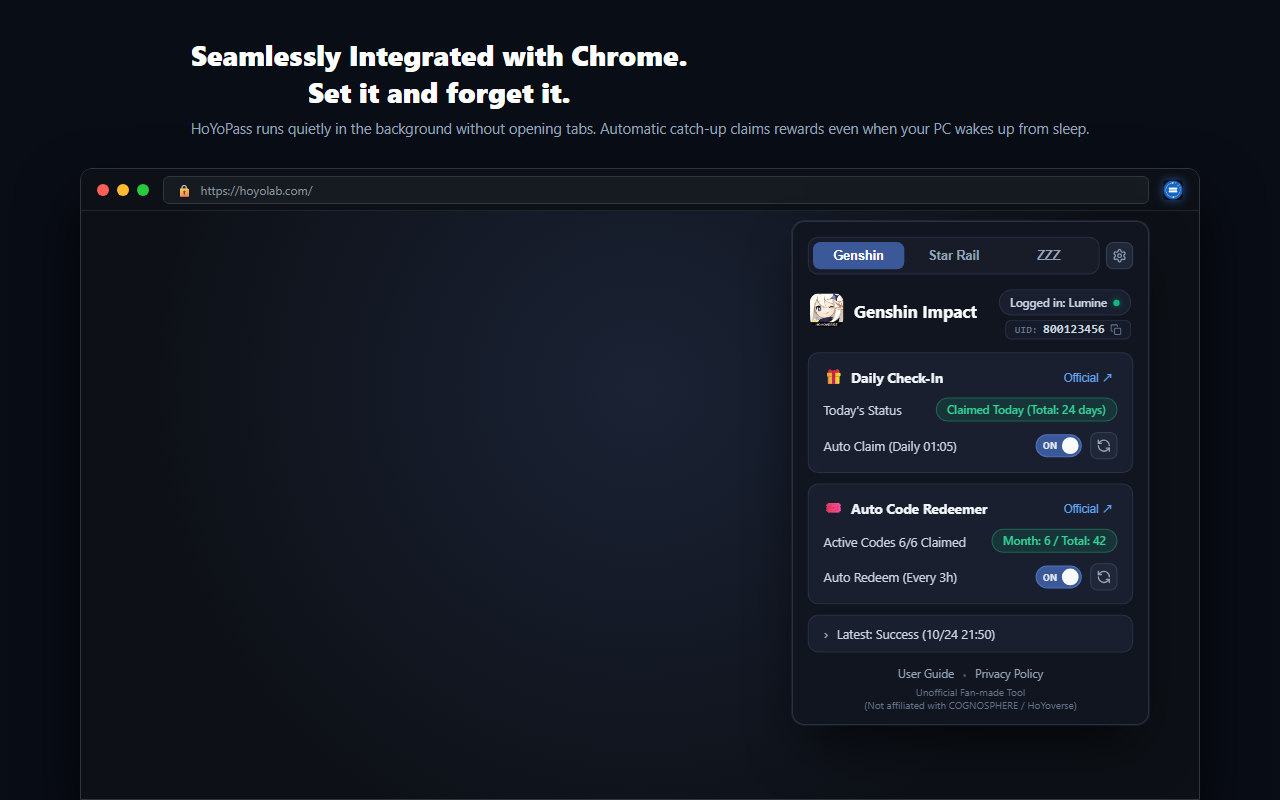 Seamlessly Integrated with Chrome.
Set it and forget it.
HoYoPass runs quietly in the background without opening tabs. Automatic catch-up claims rewards even when your PC wakes up from sleep.
https://hoyolab.com/
Genshin Star Rail ZZZ
Genshin Impact
Logged in: Lumine
UID: 800123456
Daily Check-In Official ↗
Today's Status Claimed Today (Total: 24 days)
Auto Claim (Daily 01:05) ON
Auto Code Redeemer Official ↗
Active Codes 6/6 Claimed Month: 6 / Total: 42
Auto Redeem (Every 3h) ON
› Latest: Success (10/24 21:50)
User Guide • Privacy Policy
Unofficial Fan-made Tool
(Not affiliated with COGNOSPHERE / HoYoverse)